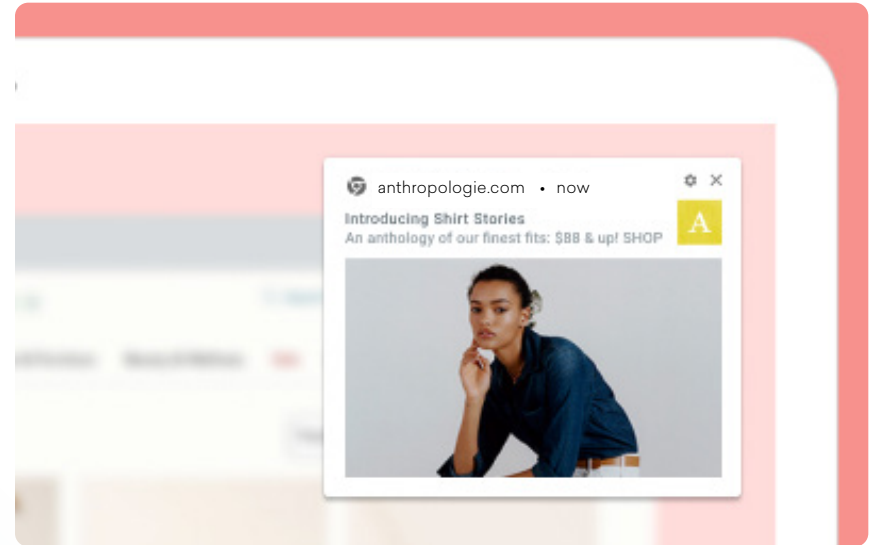 anthropologie.com • now
Introducing Shirt Stories
An anthology of our finest fits: $88 & up! SHOP
A